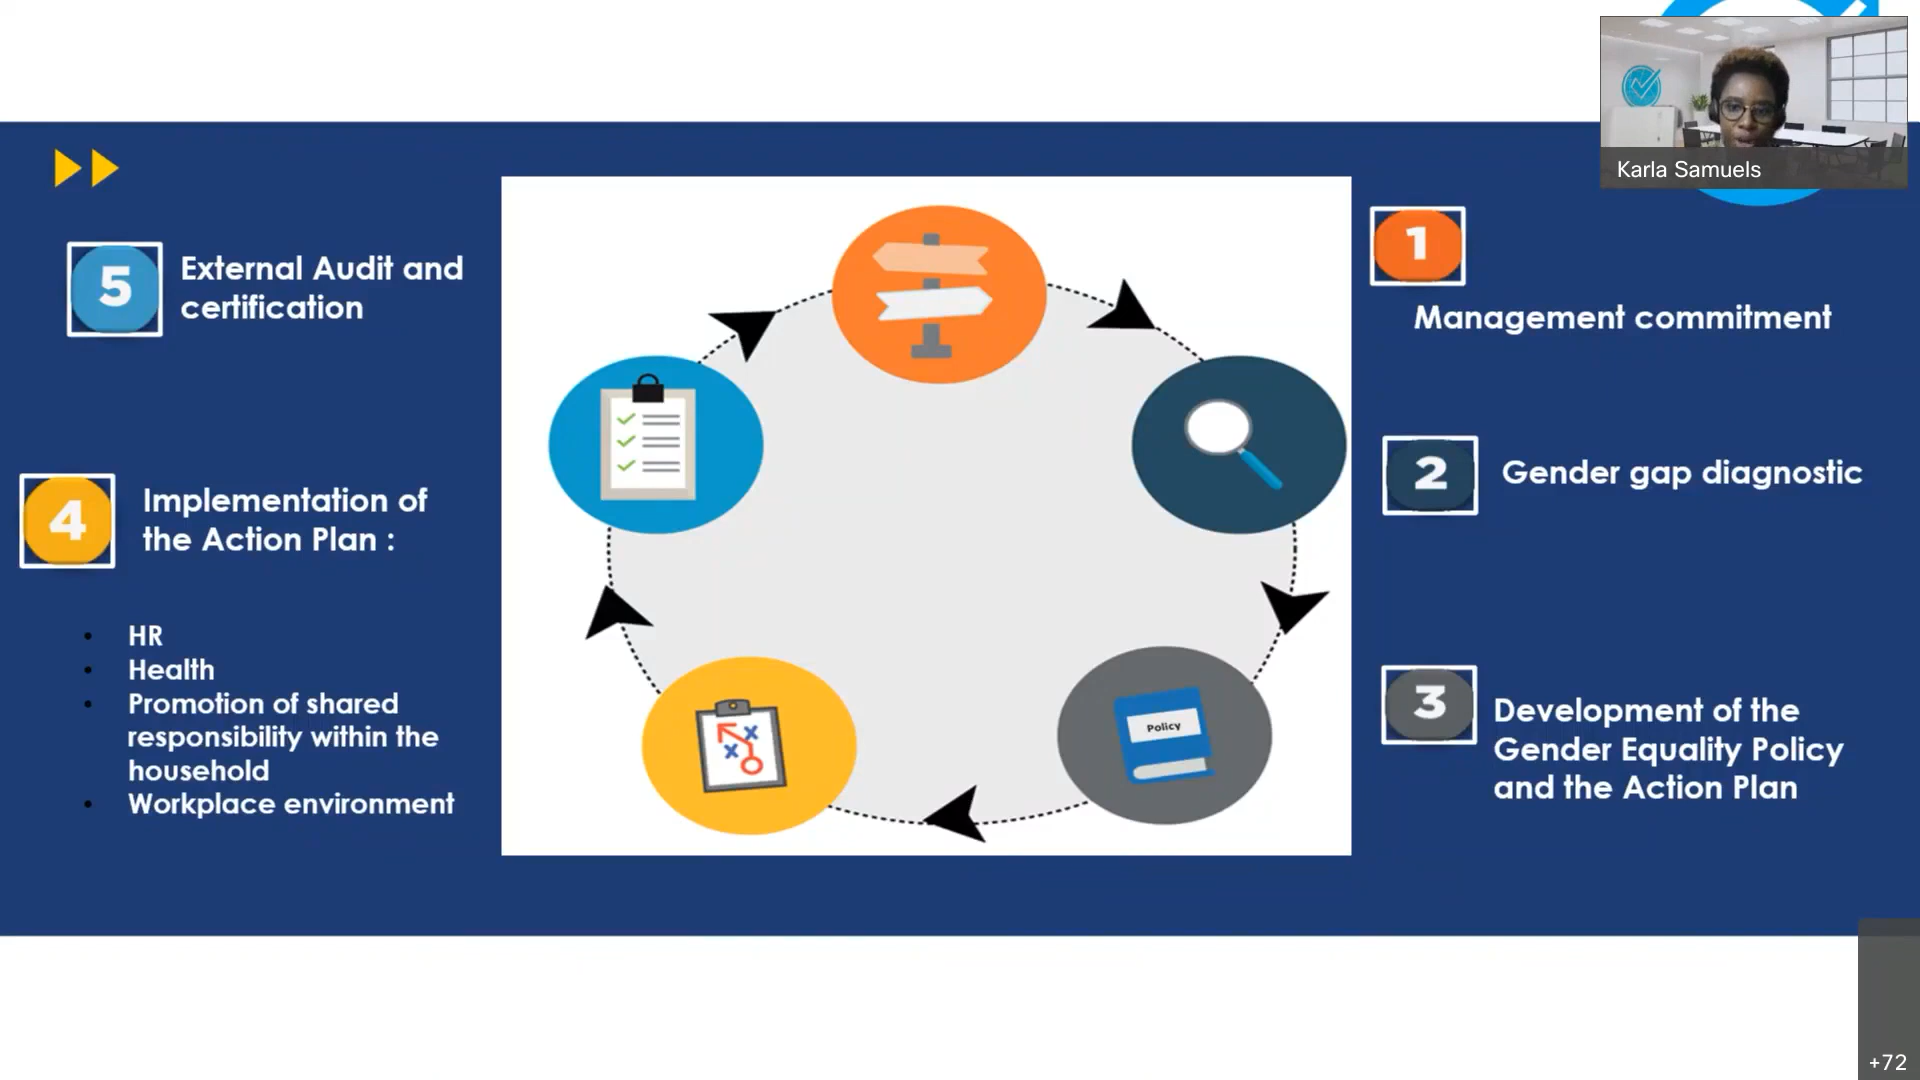 Karla Samuels
1
Management commitment
2
Gender gap diagnostic
3
Development of the
Gender Equality Policy
and the Action Plan
Policy
4
Implementation of
the Action Plan :
• HR
• Health
• Promotion of shared
responsibility within the
household
• Workplace environment
5
External Audit and
certification
+72